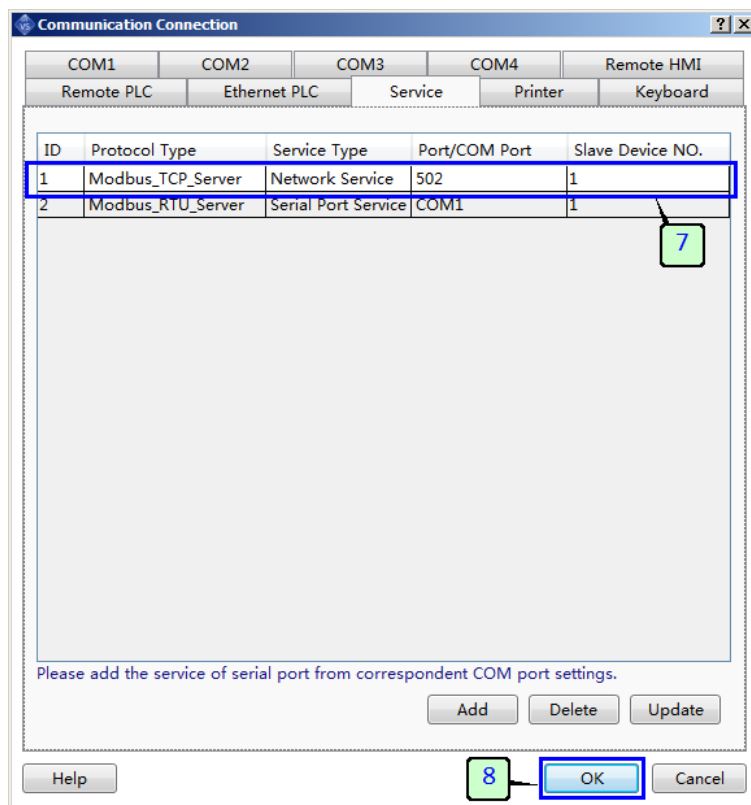 Communication Connection
COM1 COM2 COM3 COM4 Remote HMI
Remote PLC Ethernet PLC Service Printer Keyboard
ID Protocol Type Service Type Port/COM Port Slave Device NO.
1 Modbus_TCP_Server Network Service 502 1
2 Modbus_RTU_Server Serial Port Service COM1 1
7
Please add the service of serial port from correspondent COM port settings.
Add Delete Update
Help 8 OK Cancel